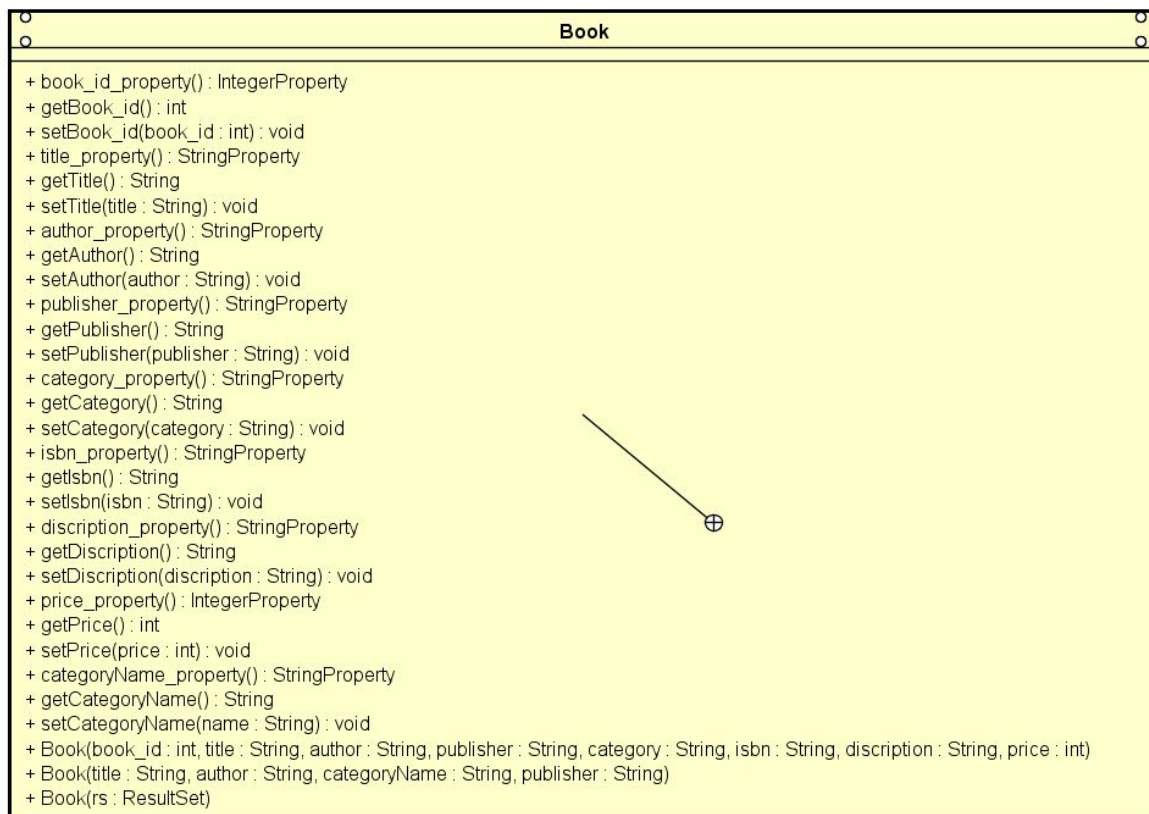 Book
+ book_id_property() : IntegerProperty
+ getBook_id() : int
+ setBook_id(book_id : int) : void
+ title_property() : StringProperty
+ getTitle() : String
+ setTitle(title : String) : void
+ author_property() : StringProperty
+ getAuthor() : String
+ setAuthor(author : String) : void
+ publisher_property() : StringProperty
+ getPublisher() : String
+ setPublisher(publisher : String) : void
+ category_property() : StringProperty
+ getCategory() : String
+ setCategory(category : String) : void
+ isbn_property() : StringProperty
+ getIsbn() : String
+ setIsbn(isbn : String) : void
+ discription_property() : StringProperty
+ getDiscription() : String
+ setDiscription(discription : String) : void
+ price_property() : IntegerProperty
+ getPrice() : int
+ setPrice(price : int) : void
+ categoryName_property() : StringProperty
+ getCategoryName() : String
+ setCategoryName(name : String) : void
+ Book(book_id : int, title : String, author : String, publisher : String, category : String, isbn : String, discription : String, price : int)
+ Book(title : String, author : String, categoryName : String, publisher : String)
+ Book(rs : ResultSet)